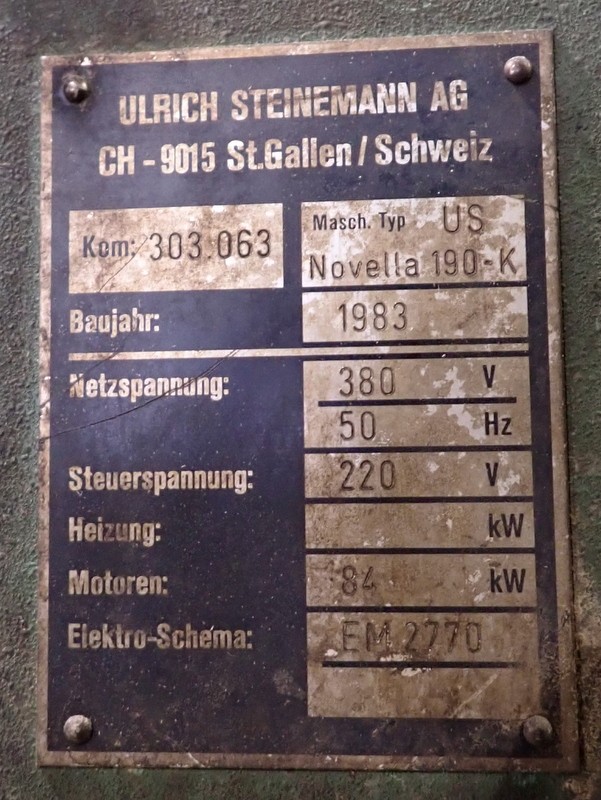 ULRICH STEINEMANN AG
CH-9015 St.Gallen/Schweiz
Kom: 303.063
Masch. Typ US
Novella 190-K
Baujahr: 1983
Netzspannung: 380 V
50 Hz
Steuerspannung: 220 V
Heizung: kW
Motoren: 84 kW
Elektro-Schema: EM 2770